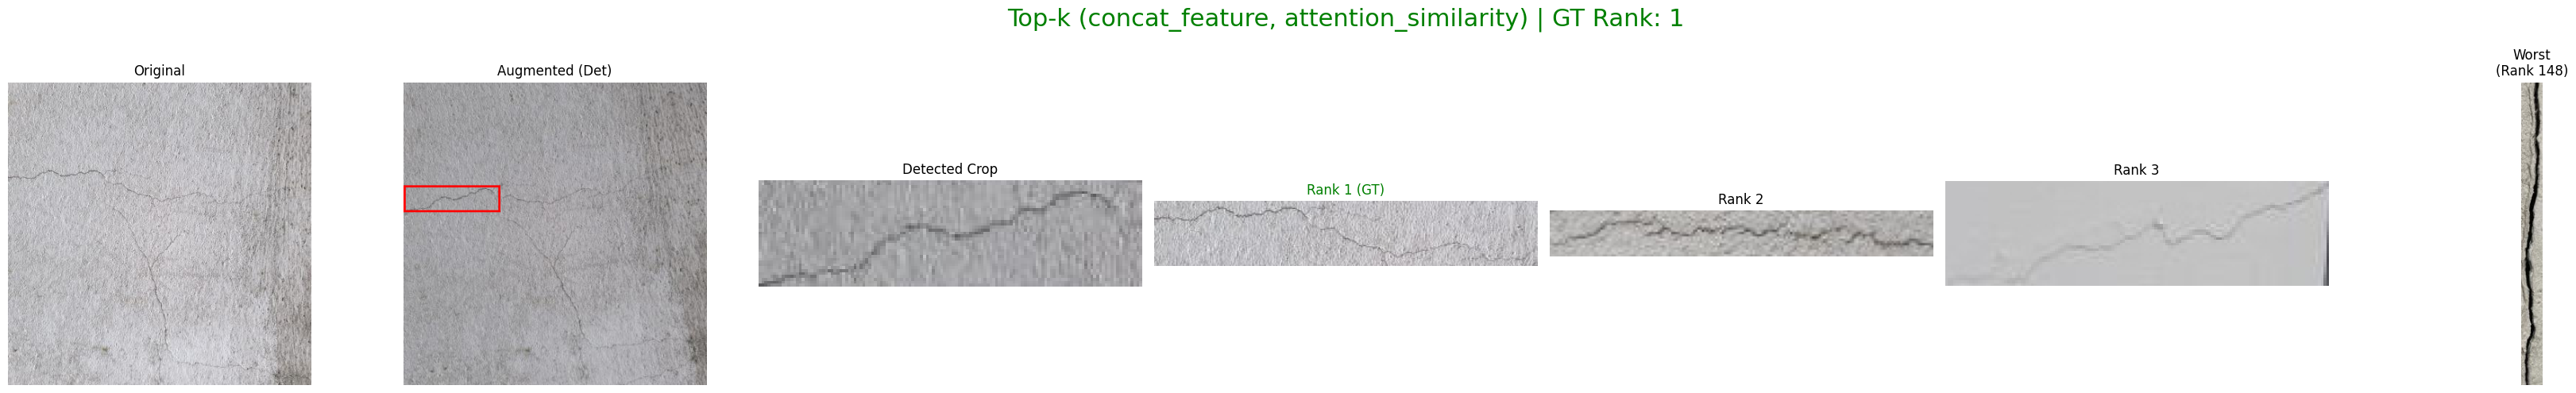 Top-k (concat_feature, attention_similarity) | GT Rank: 1
Original
Augmented (Det)
Detected Crop
Rank 1 (GT)
Rank 2
Rank 3
Worst
(Rank 148)